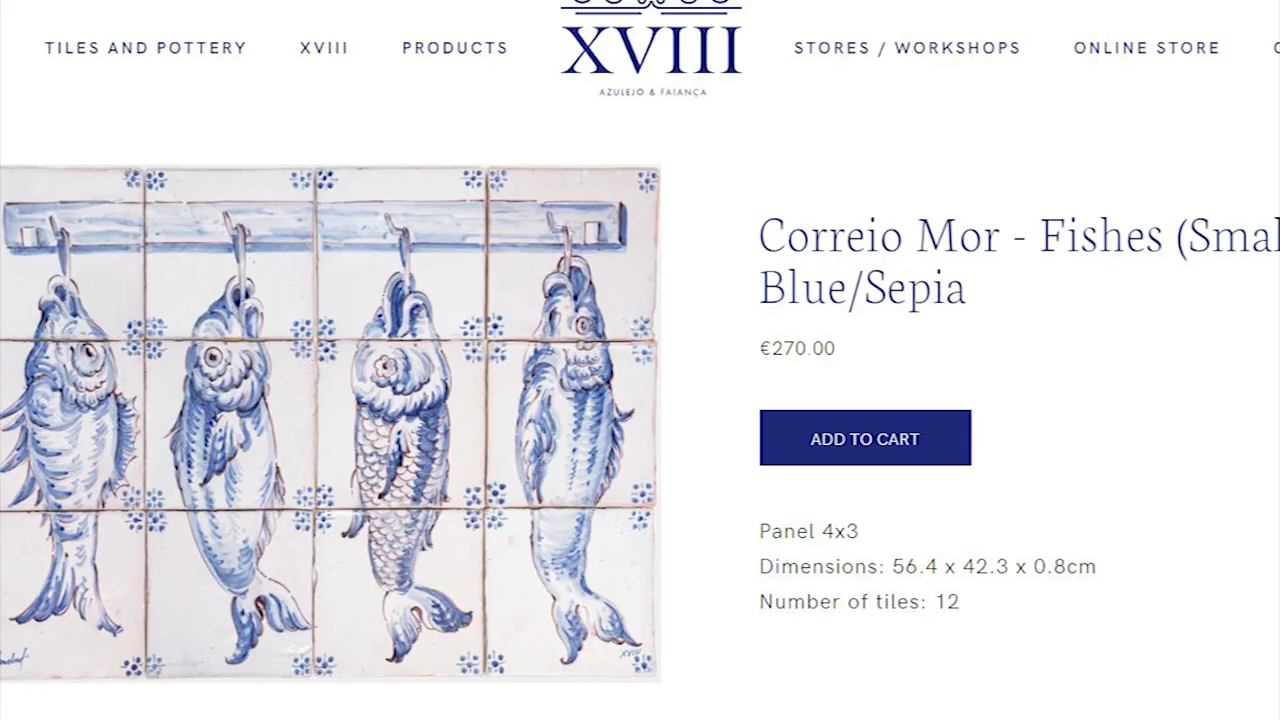 TILES AND POTTERY
XVIII
PRODUCTS
XVIII
AZULEJO & FAIANÇA
STORES / WORKSHOPS
ONLINE STORE
Correio Mor - Fishes (Smal
Blue/Sepia
€270.00
ADD TO CART
Panel 4x3
Dimensions: 56.4 x 42.3 x 0.8cm
Number of tiles: 12
XVIII